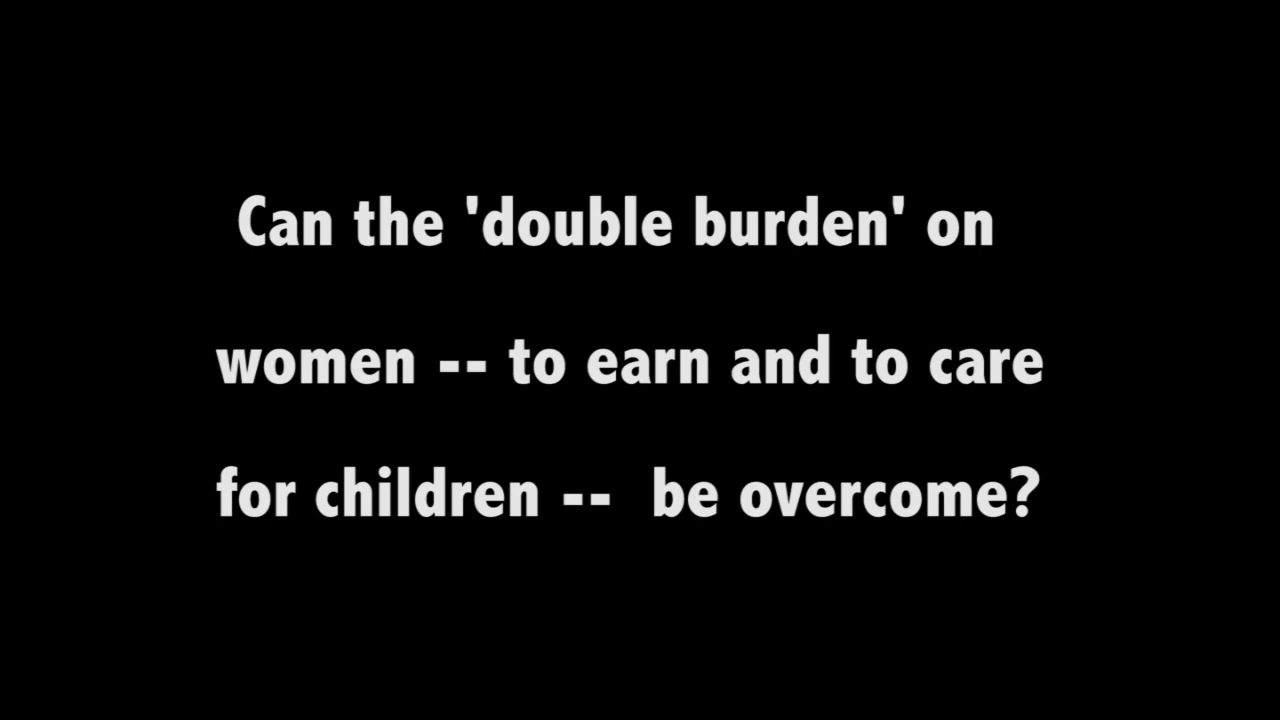 Can the 'double burden' on
women -- to earn and to care
for children --  be overcome?